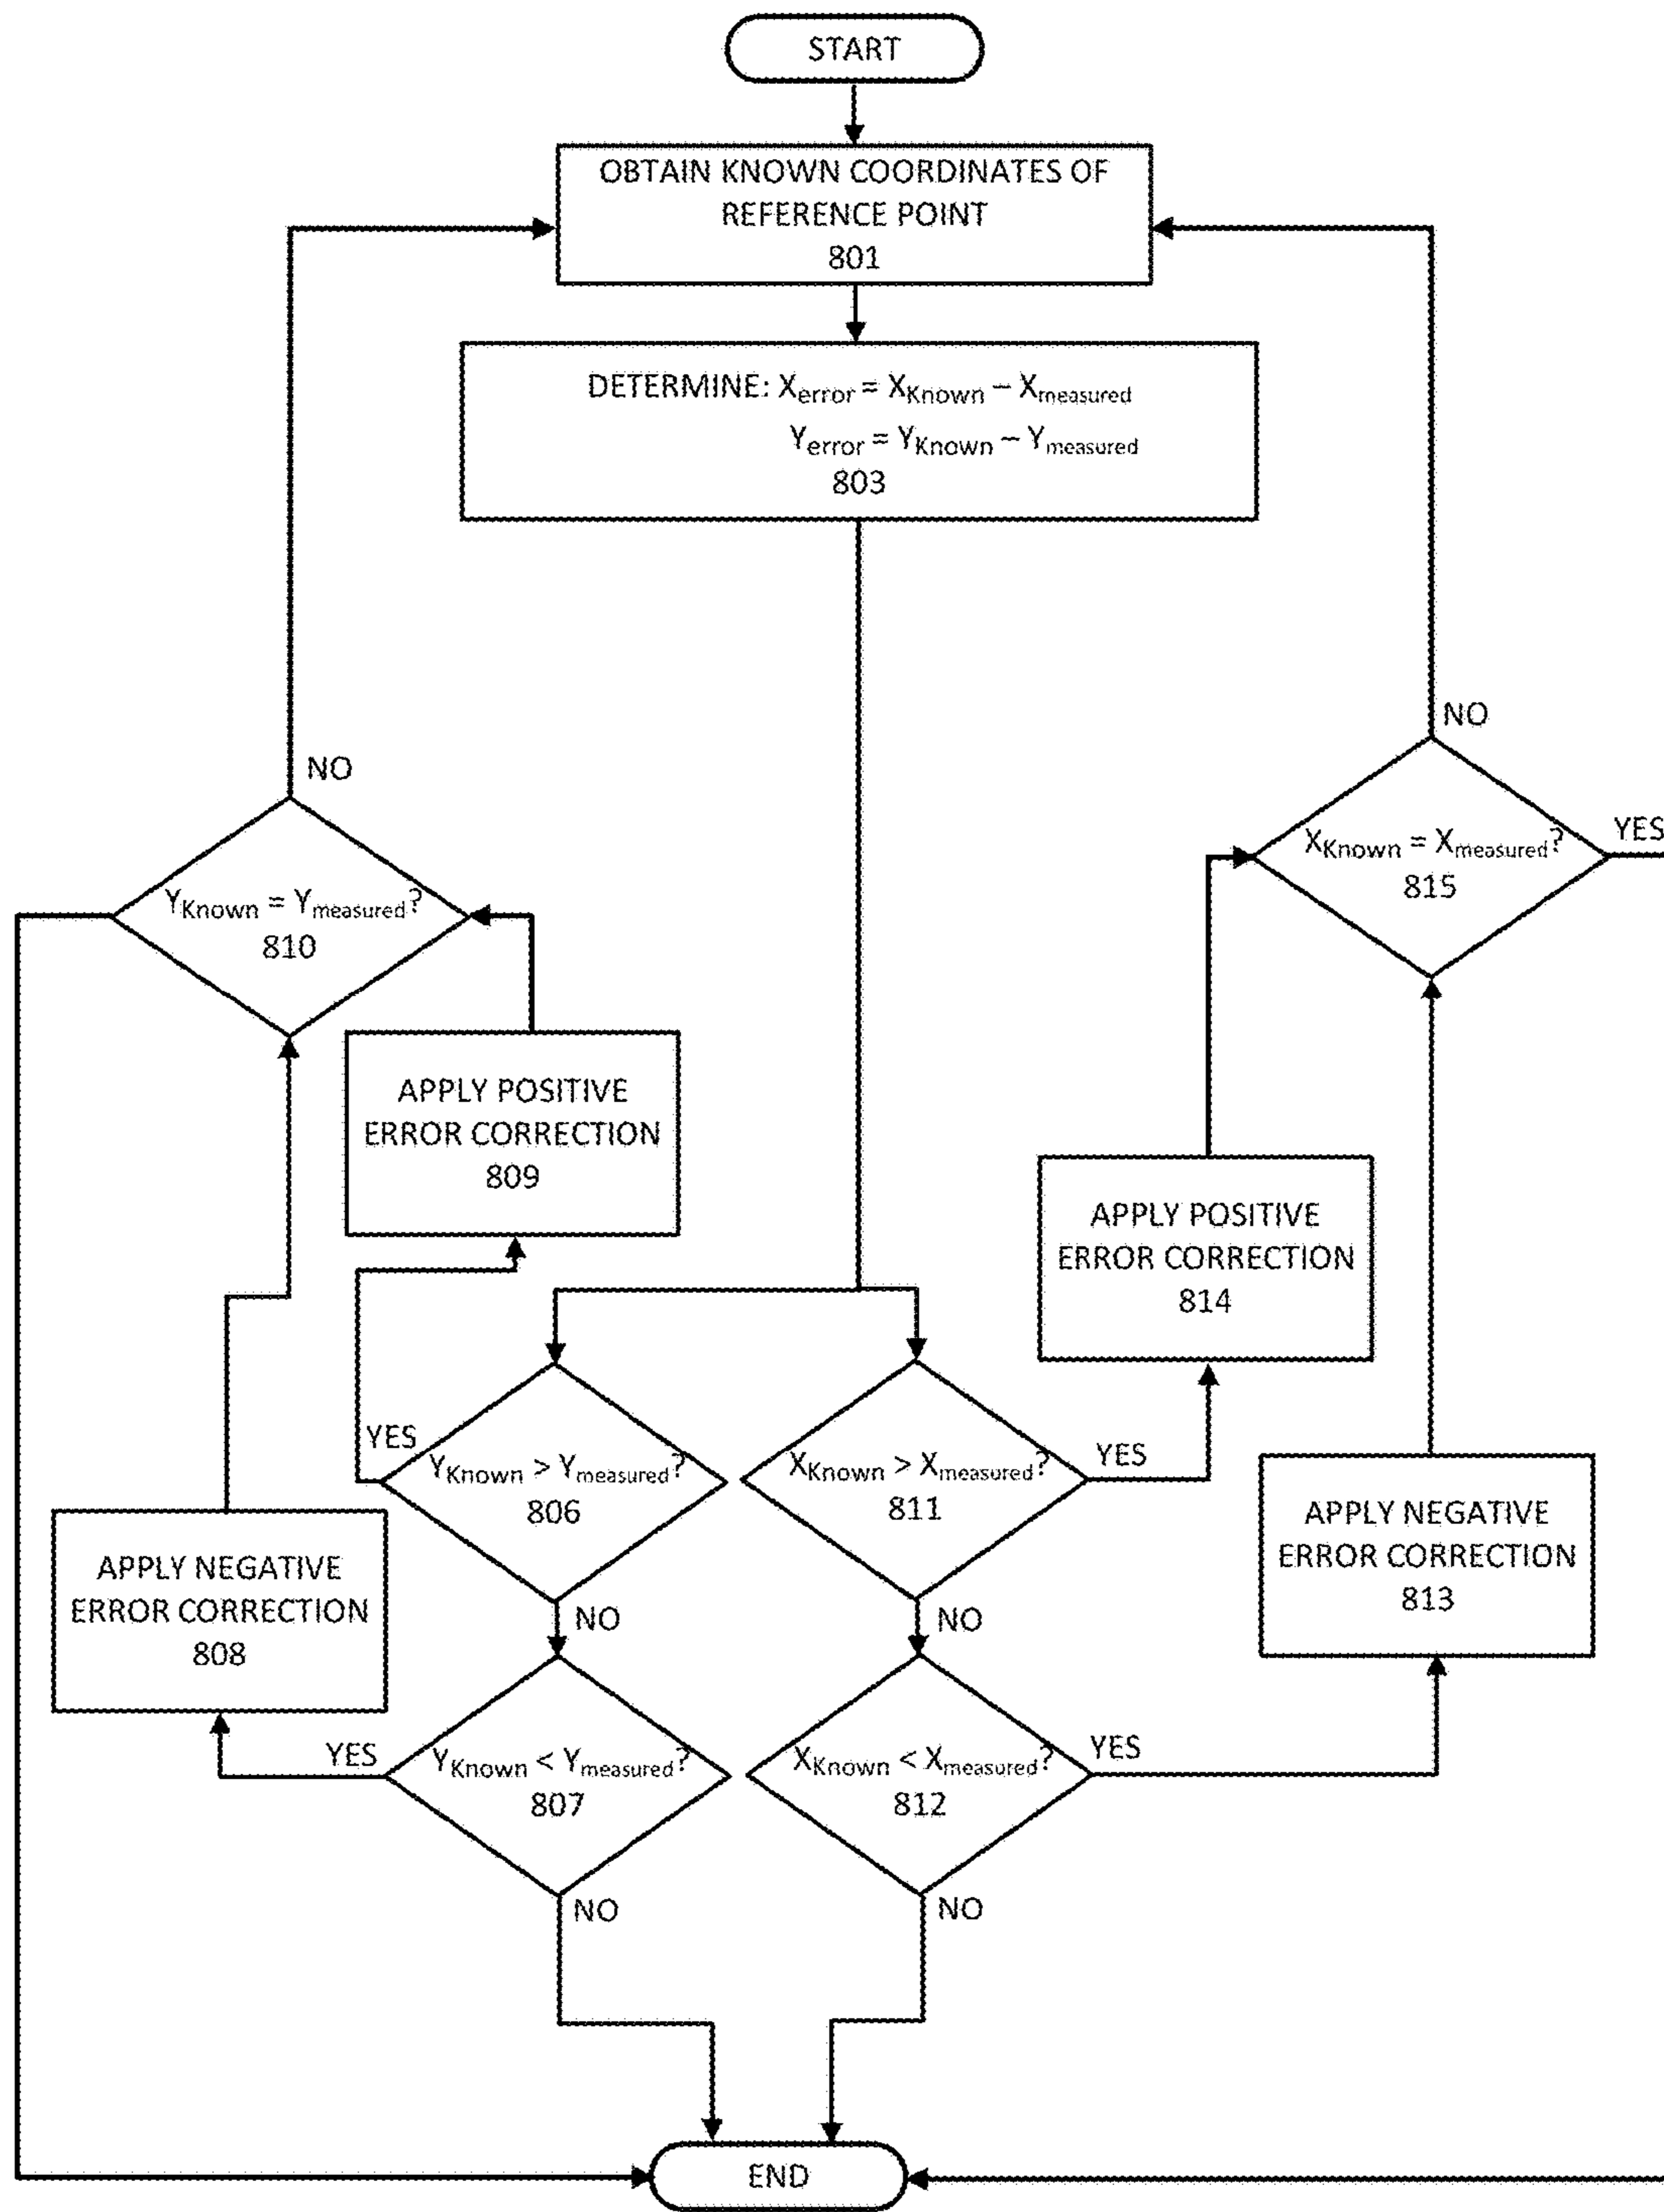 START
OBTAIN KNOWN COORDINATES OF
REFERENCE POINT
801
DETERMINE: Xerror = XKnown – Xmeasured
Yerror = YKnown – Ymeasured
803
NO
NO
XKnown = Xmeasured?
815
YES
YKnown = Ymeasured?
810
APPLY POSITIVE
ERROR CORRECTION
809
APPLY POSITIVE
ERROR CORRECTION
814
YES
YKnown > Ymeasured?
806
XKnown > Xmeasured?
811
YES
APPLY NEGATIVE
ERROR CORRECTION
813
APPLY NEGATIVE
ERROR CORRECTION
808
NO
NO
YES
YKnown < Ymeasured?
807
XKnown < Xmeasured?
812
YES
NO
NO
END